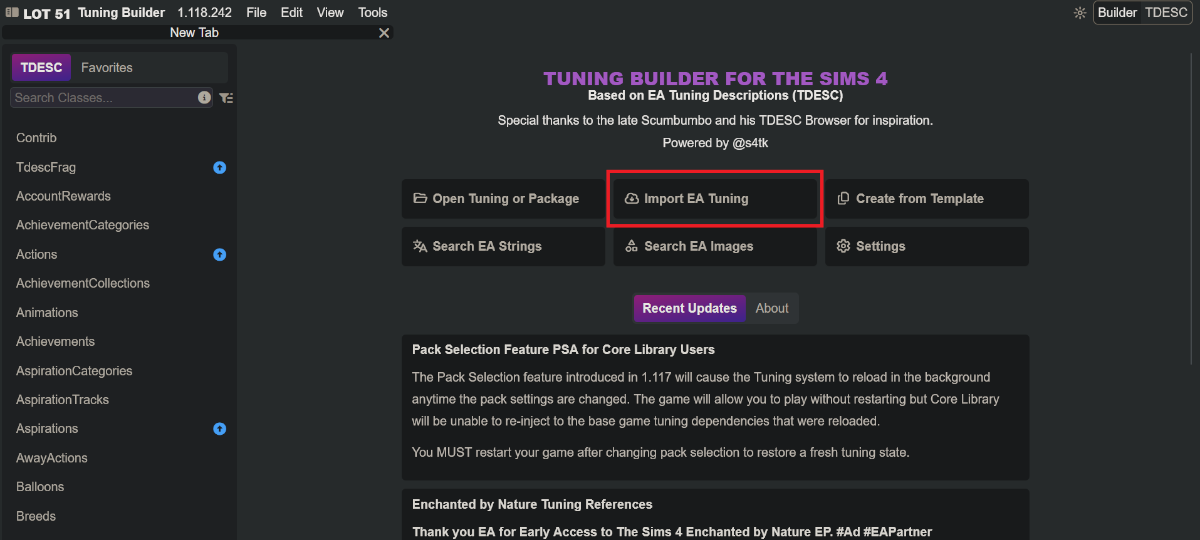 LOT 51 Tuning Builder 1.118.242 File Edit View Tools Builder TDESC
New Tab
TDESC Favorites
Search Classes...
Contrib
TdescFrag
AccountRewards
AchievementCategories
Actions
AchievementCollections
Animations
Achievements
AspirationCategories
AspirationTracks
Aspirations
AwayActions
Balloons
Breeds
TUNING BUILDER FOR THE SIMS 4
Based on EA Tuning Descriptions (TDESC)
Special thanks to the late Scumbumbo and his TDESC Browser for inspiration.
Powered by @s4tk
Open Tuning or Package Import EA Tuning Create from Template
Search EA Strings Search EA Images Settings
Recent Updates About
Pack Selection Feature PSA for Core Library Users
The Pack Selection feature introduced in 1.117 will cause the Tuning system to reload in the background
anytime the pack settings are changed. The game will allow you to play without restarting but Core Library
will be unable to re-inject to the base game tuning dependencies that were reloaded.
You MUST restart your game after changing pack selection to restore a fresh tuning state.
Enchanted by Nature Tuning References
Thank you EA for Early Access to The Sims 4 Enchanted by Nature EP. #Ad #EAPartner